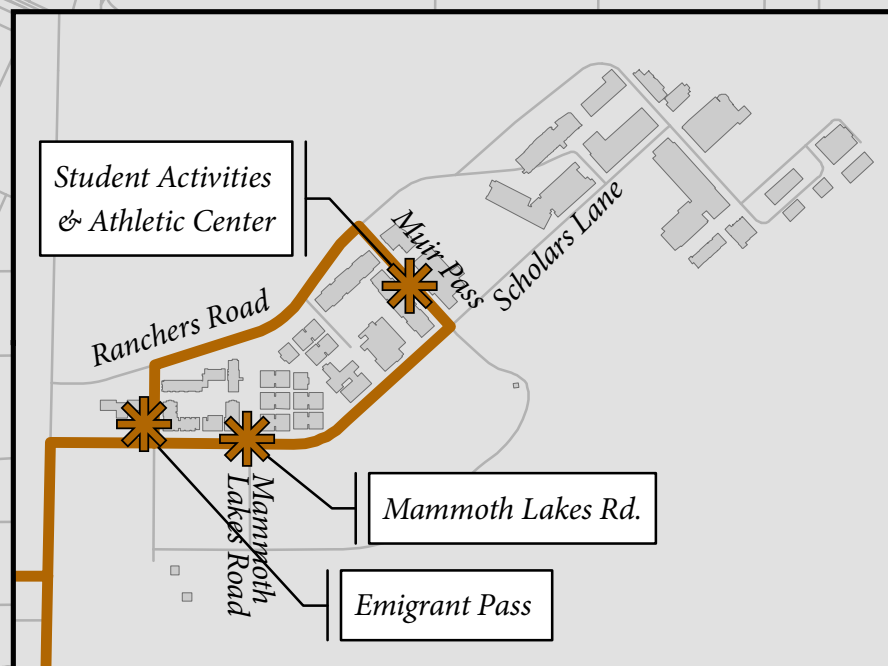 Student Activities
& Athletic Center
Muir Pass
Scholars Lane
Ranchers Road
Mammoth
Lakes Road
Mammoth Lakes Rd.
Emigrant Pass